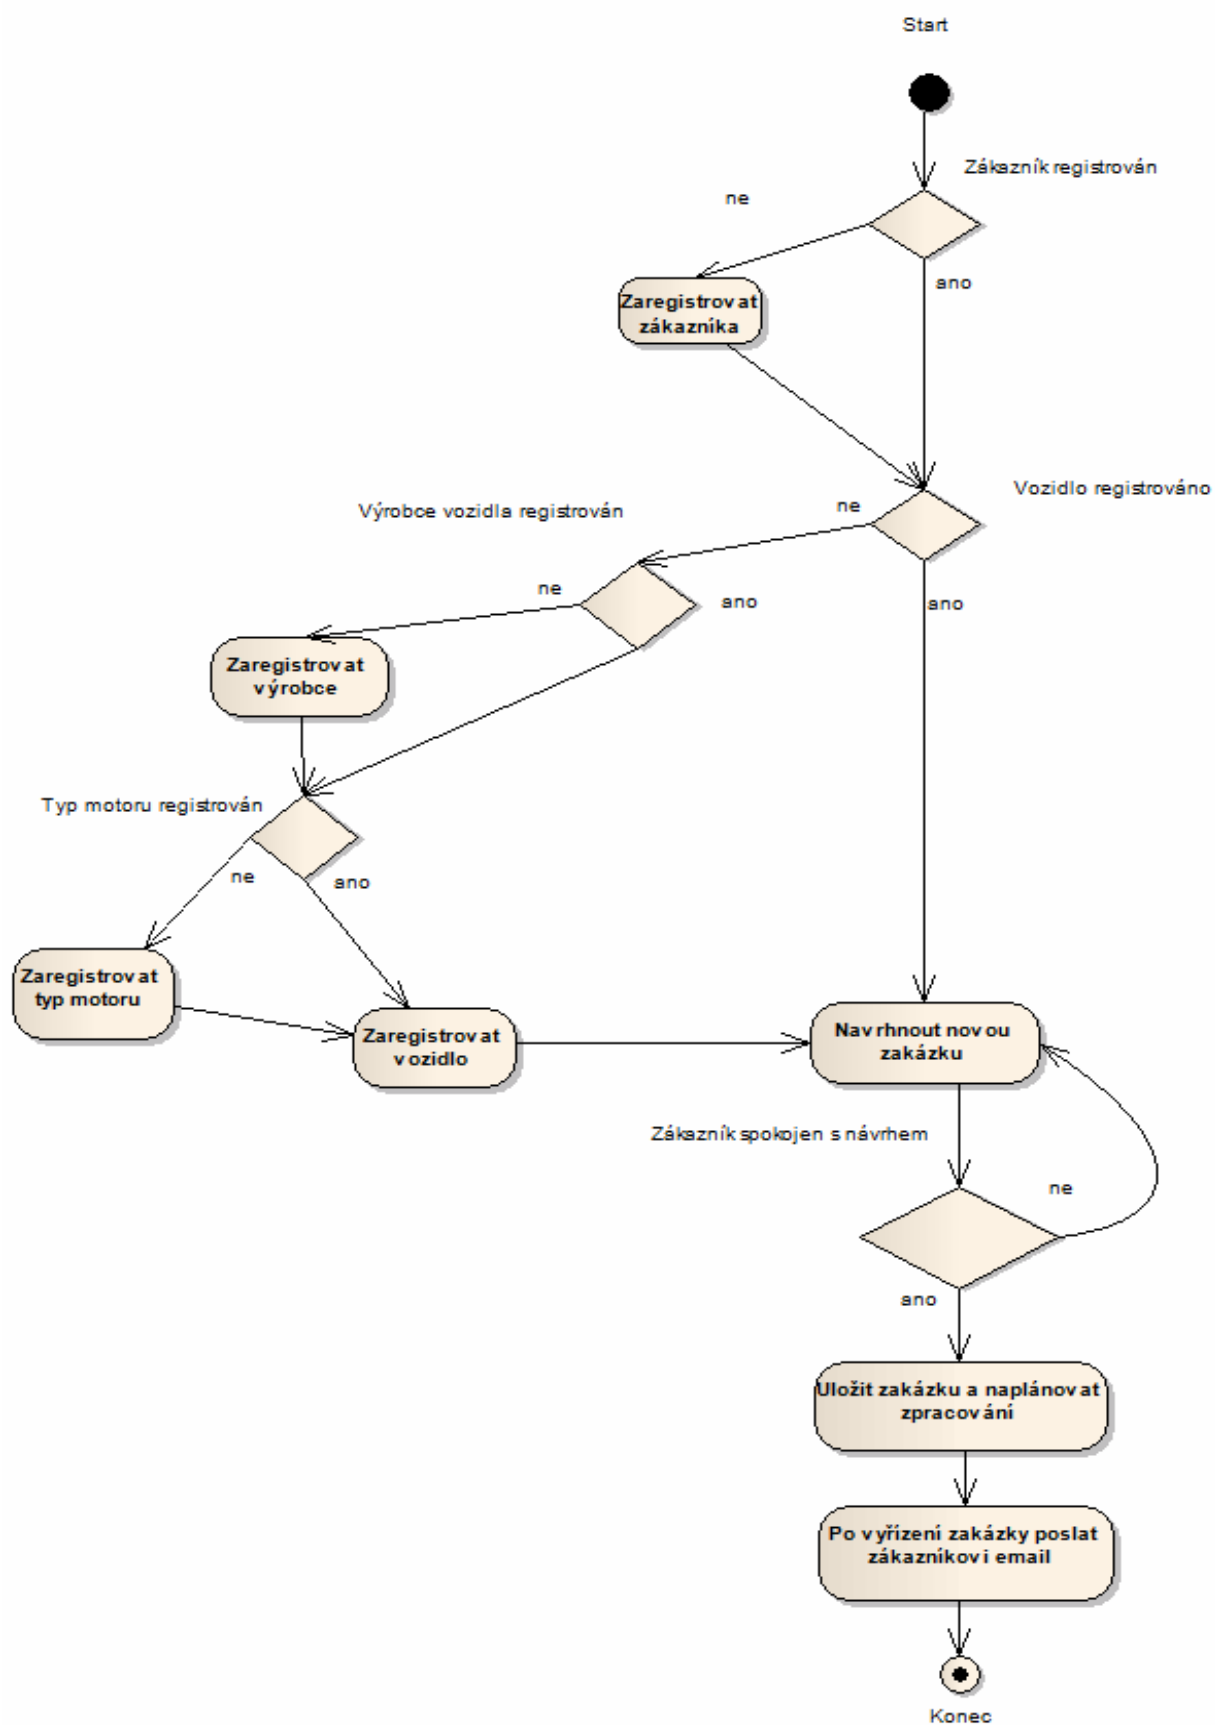 Start
Zákazník registrován
ne
ano
Zaregistrovat
zákazníka
Vozidlo registrováno
Výrobce vozidla registrován
ne
ne
ano
ano
Zaregistrovat
výrobce
Typ motoru registrován
ne
ano
Zaregistrovat
typ motoru
Zaregistrovat
vozidlo
Navrhnout novou
zakázku
Zákazník spokojen s návrhem
ne
ano
Uložit zakázku a naplánovat
zpracování
Po vyřízení zakázky poslat
zákazníkovi email
Konec